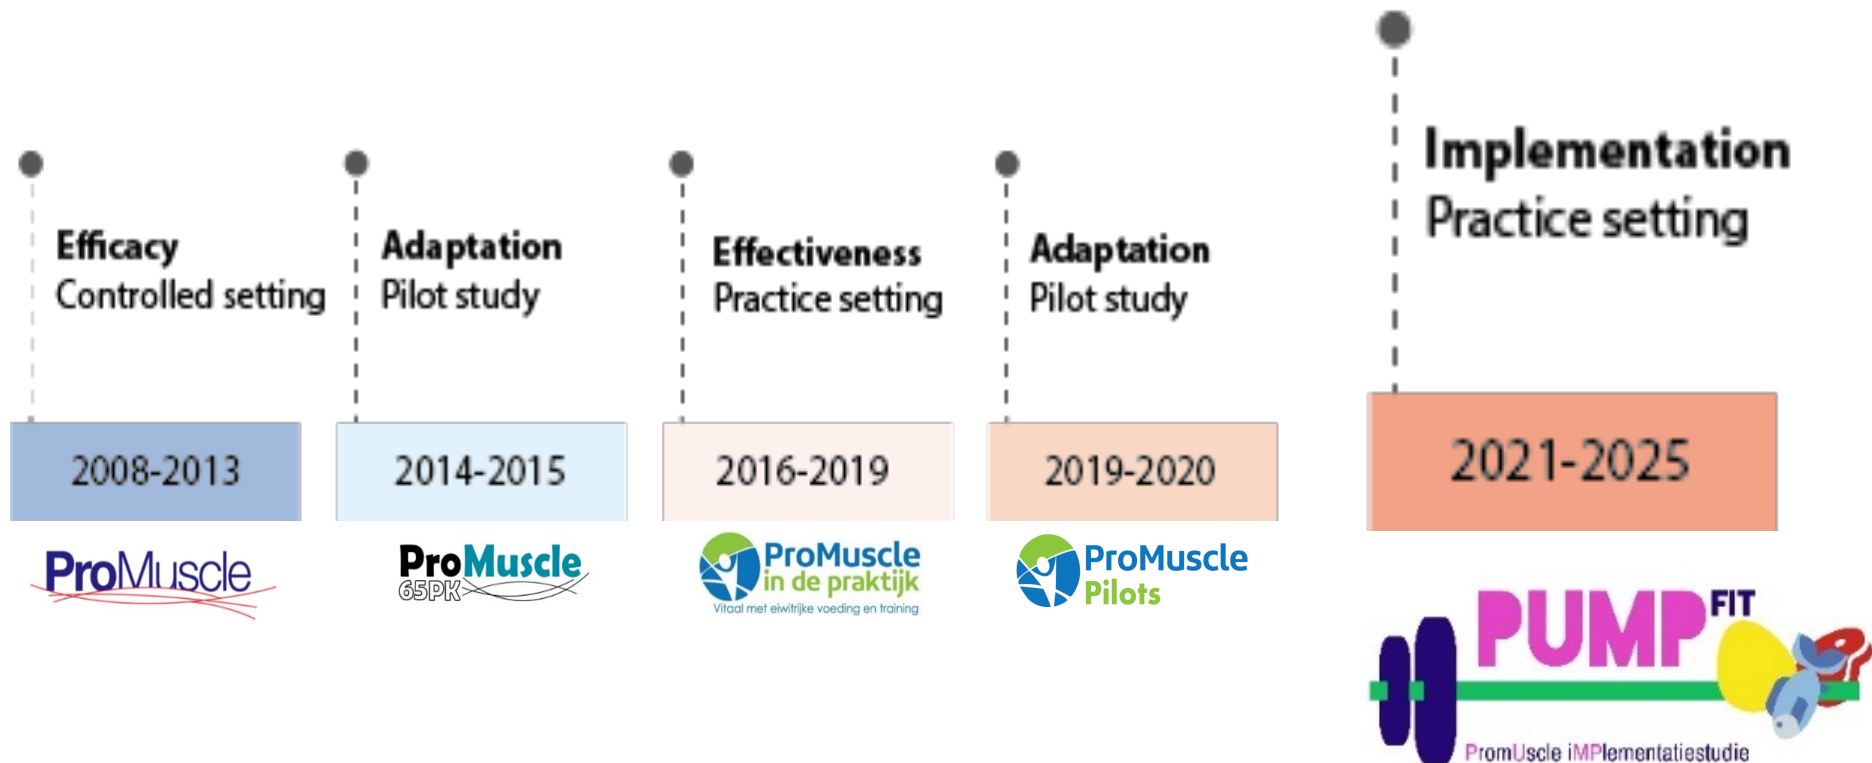 Efficacy
Controlled setting
2008-2013
ProMuscle
Adaptation
Pilot study
2014-2015
ProMuscle
65PK
Effectiveness
Practice setting
2016-2019
ProMuscle
in de praktijk
Vitaal met eiwitrijke voeding en training
Adaptation
Pilot study
2019-2020
ProMuscle
Pilots
Implementation
Practice setting
2021-2025
PUMP FIT
PromUscle iMPlementatiestudie